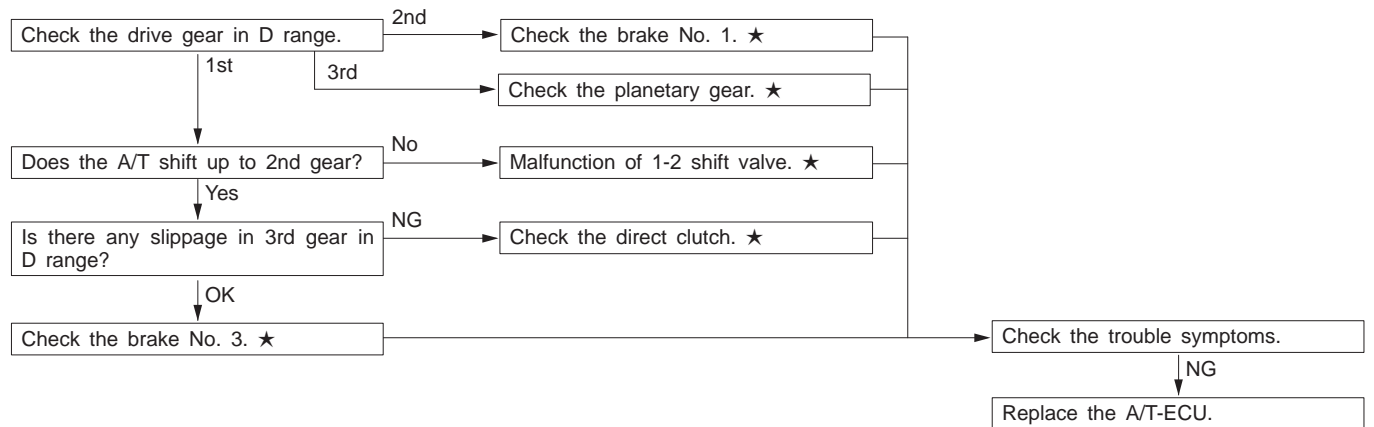 Check the drive gear in D range.
2nd
Check the brake No. 1. ★
1st
3rd
Check the planetary gear. ★
Does the A/T shift up to 2nd gear?
No
Malfunction of 1-2 shift valve. ★
Yes
Is there any slippage in 3rd gear in
D range?
NG
Check the direct clutch. ★
OK
Check the brake No. 3. ★
Check the trouble symptoms.
NG
Replace the A/T-ECU.